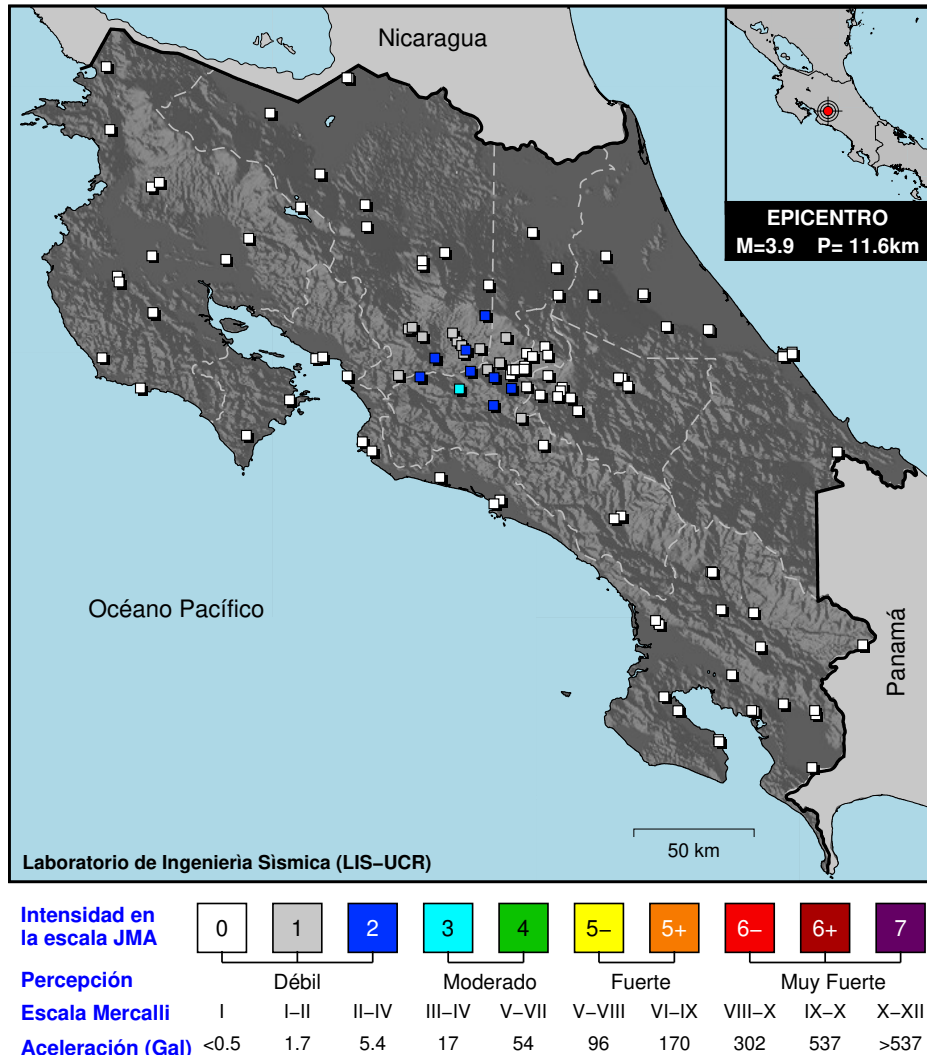 Nicaragua
EPICENTRO
M=3.9 P= 11.6km
Océano Pacífico
Panamá
50 km
Laboratorio de Ingenierìa Sìsmica (LIS−UCR)
Intensidad en
la escala JMA
0 1 2 3 4 5− 5+ 6− 6+ 7
Percepción Débil Moderado Fuerte Muy Fuerte
Escala Mercalli I I−II II−IV III−IV V−VII V−VIII VI−IX VIII−X IX−X X−XII
Aceleración (Gal) <0.5 1.7 5.4 17 54 96 170 302 537 >537